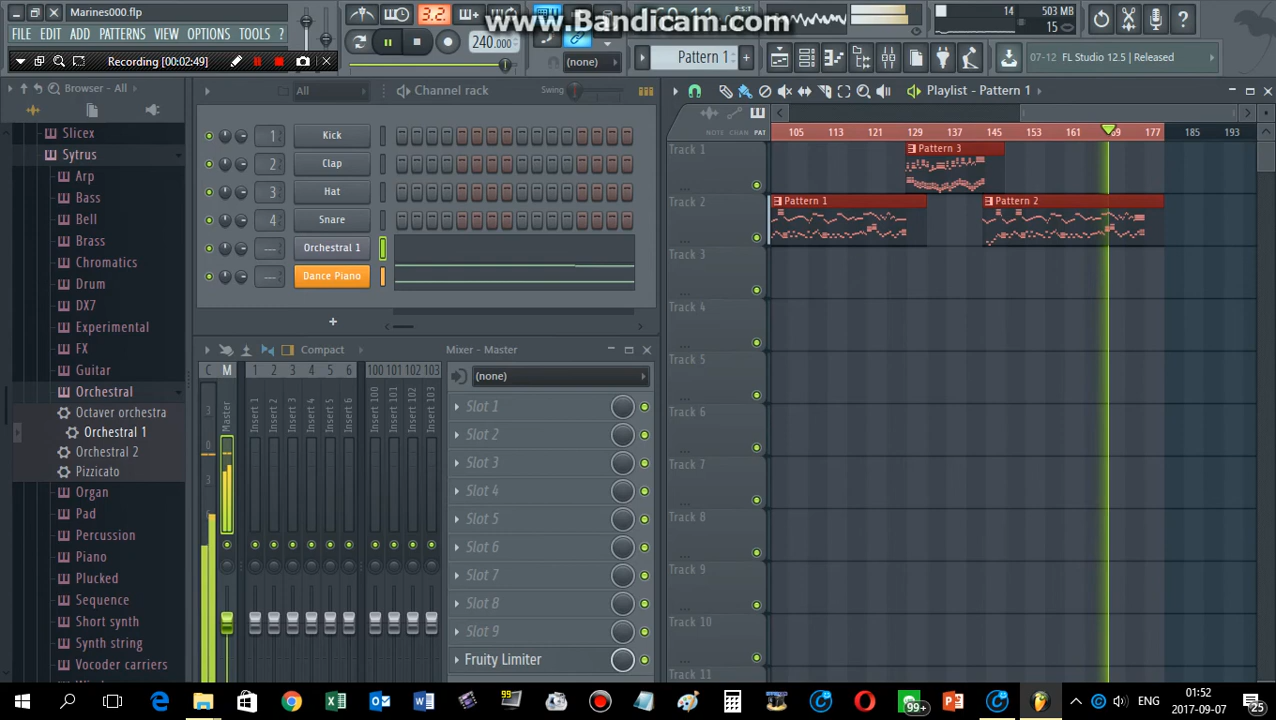 Marines000.flp
3.2
www.Bandicam.com
14
503 MB
15
FILE EDIT ADD PATTERNS VIEW OPTIONS TOOLS ?
240.000
(none)
Pattern 1
07-12 FL Studio 12.5 | Released
Recording [00:02:49]
Browser - All
All
Channel rack
Swing
Playlist - Pattern 1
NOTE CHAN PAT
105 113 121 129 137 145 153 161 169 177 185 193
Slicex
Sytrus
Arp
Bass
Bell
Brass
Chromatics
Drum
DX7
Experimental
FX
Guitar
Orchestral
Octaver orchestra
Orchestral 1
Orchestral 2
Pizzicato
Organ
Pad
Percussion
Piano
Plucked
Sequence
Short synth
Synth string
Vocoder carriers
1 Kick
2 Clap
3 Hat
4 Snare
--- Orchestral 1
--- Dance Piano
Compact
Mixer - Master
C M 1 2 3 4 5 6 100 101 102 103
Master
Insert 1
Insert 2
Insert 3
Insert 4
Insert 5
Insert 6
Insert 100
Insert 101
Insert 102
Insert 103
(none)
Slot 1
Slot 2
Slot 3
Slot 4
Slot 5
Slot 6
Slot 7
Slot 8
Slot 9
Fruity Limiter
Track 1
Pattern 3
Track 2
Pattern 1
Pattern 2
Track 3
Track 4
Track 5
Track 6
Track 7
Track 8
Track 9
Track 10
Track 11
99+
ENG
01:52
2017-09-07
25